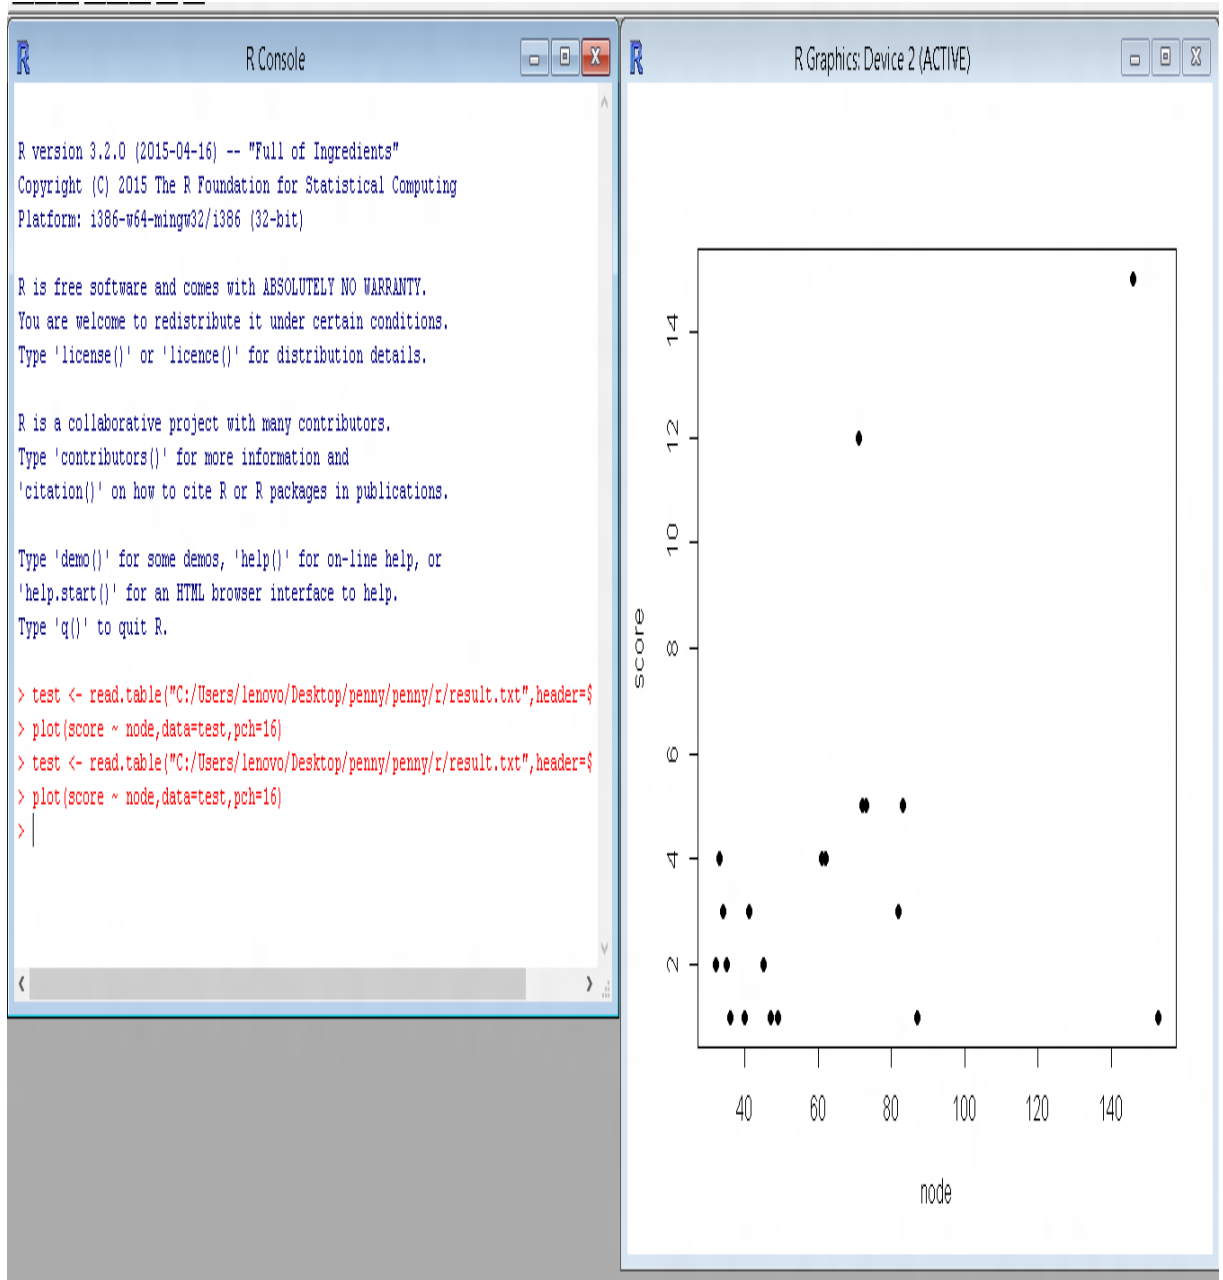 R Console
R version 3.2.0 (2015-04-16) -- "Full of Ingredients"
Copyright (C) 2015 The R Foundation for Statistical Computing
Platform: i386-w64-mingw32/i386 (32-bit)
R is free software and comes with ABSOLUTELY NO WARRANTY.
You are welcome to redistribute it under certain conditions.
Type 'license()' or 'licence()' for distribution details.
R is a collaborative project with many contributors.
Type 'contributors()' for more information and
'citation()' on how to cite R or R packages in publications.
Type 'demo()' for some demos, 'help()' for on-line help, or
'help.start()' for an HTML browser interface to help.
Type 'q()' to quit R.
> test <- read.table("C:/Users/lenovo/Desktop/penny/penny/r/result.txt",header=$
> plot(score ~ node,data=test,pch=16)
> test <- read.table("C:/Users/lenovo/Desktop/penny/penny/r/result.txt",header=$
> plot(score ~ node,data=test,pch=16)
>
R Graphics: Device 2 (ACTIVE)
14
12
10
8
6
4
2
score
40 60 80 100 120 140
node